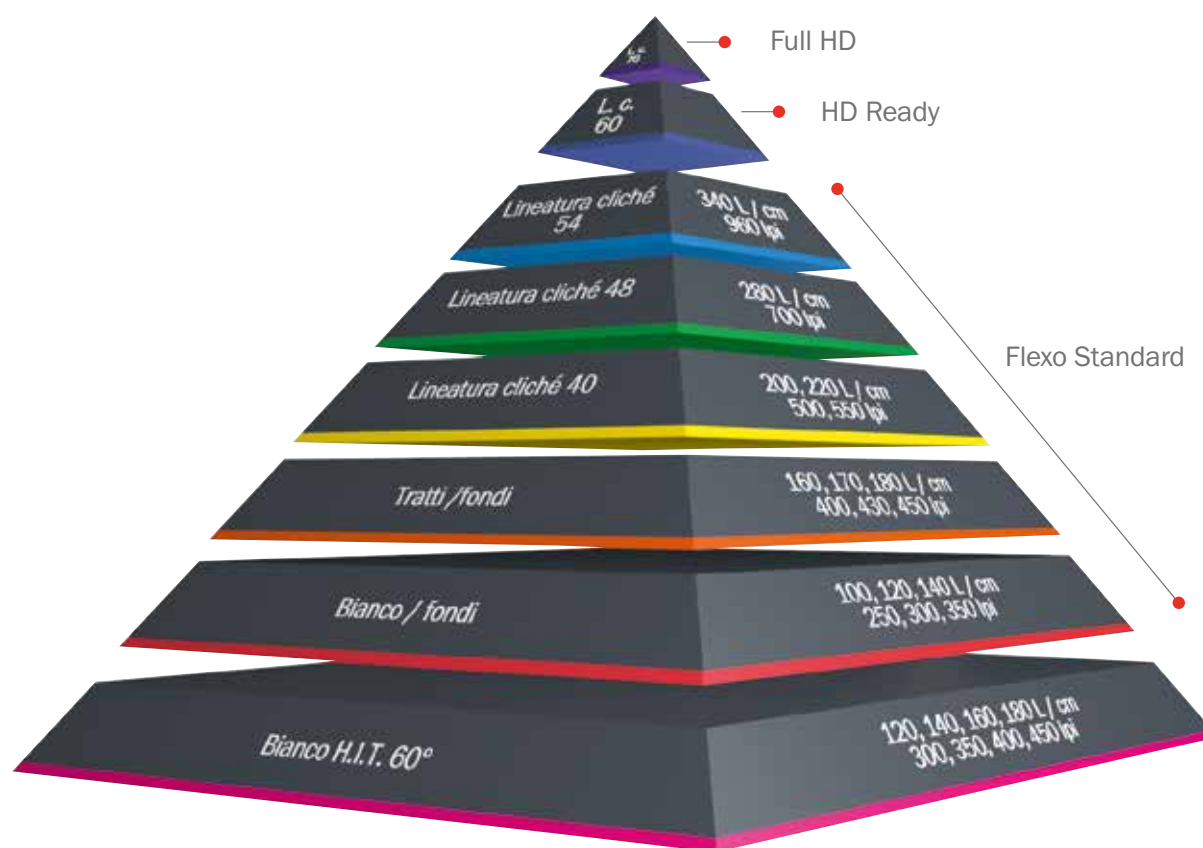 L. c.
70
Full HD
L. c.
60
HD Ready
Lineatura cliché
54
340 L / cm
960 lpi
Lineatura cliché 48
280 L / cm
700 lpi
Flexo Standard
Lineatura cliché 40
200, 220 L / cm
500, 550 lpi
Tratti /fondi
160, 170, 180 L / cm
400, 430, 450 lpi
Bianco / fondi
100, 120, 140 L / cm
250, 300, 350 lpi
Bianco H.I.T. 60°
120, 140, 160, 180 L / cm
300, 350, 400, 450 lpi